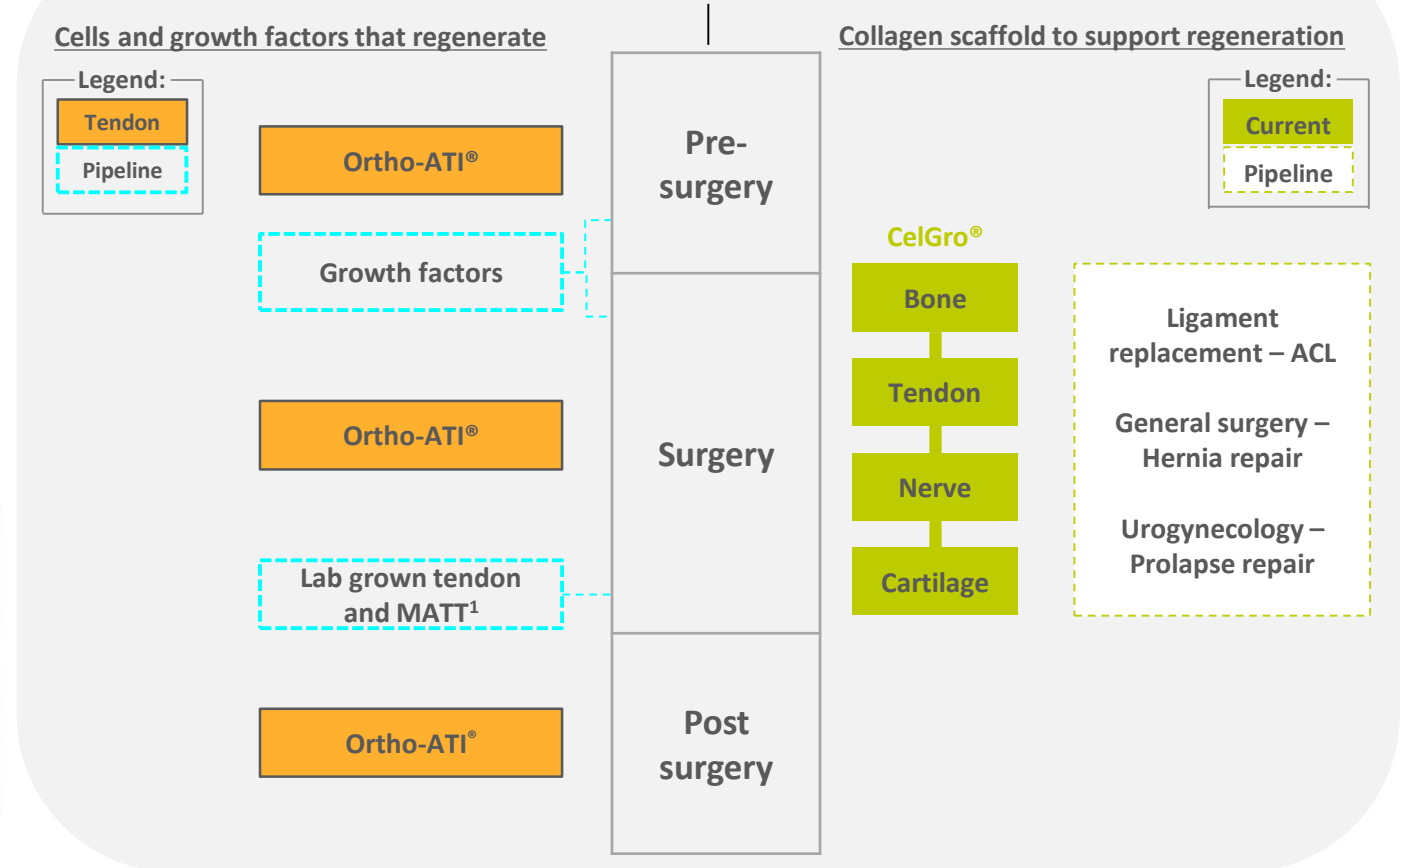 Cells and growth factors that regenerate
Legend:
Tendon
Pipeline
Ortho-ATI®
Growth factors
Ortho-ATI®
Lab grown tendon
and MATT¹
Ortho-ATI®
Pre-
surgery
Surgery
Post
surgery
Collagen scaffold to support regeneration
Legend:
Current
Pipeline
CelGro®
Bone
Tendon
Nerve
Cartilage
Ligament
replacement – ACL
General surgery –
Hernia repair
Urogynecology –
Prolapse repair